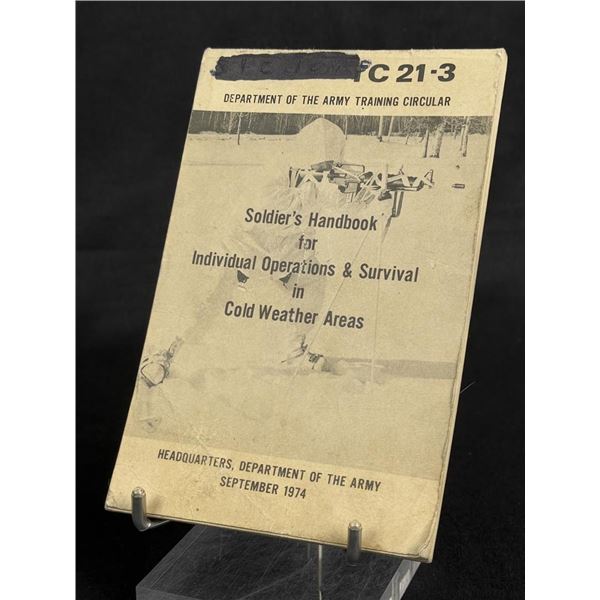 TC 21-3
DEPARTMENT OF THE ARMY TRAINING CIRCULAR
Soldier's Handbook
for
Individual Operations & Survival
in
Cold Weather Areas
HEADQUARTERS, DEPARTMENT OF THE ARMY
SEPTEMBER 1974